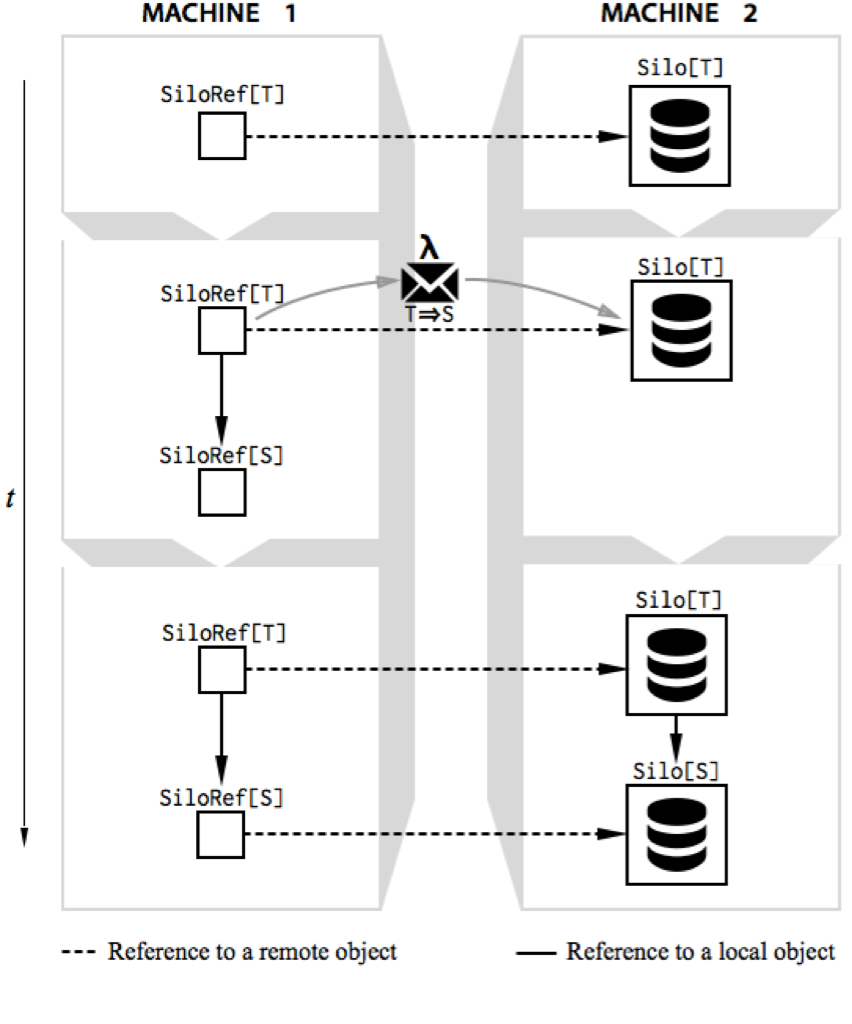 MACHINE 1
MACHINE 2
SiloRef[T]
Silo[T]
λ
SiloRef[T]
Silo[T]
T⇒S
SiloRef[S]
t
SiloRef[T]
Silo[T]
SiloRef[S]
Silo[S]
Reference to a remote object
Reference to a local object